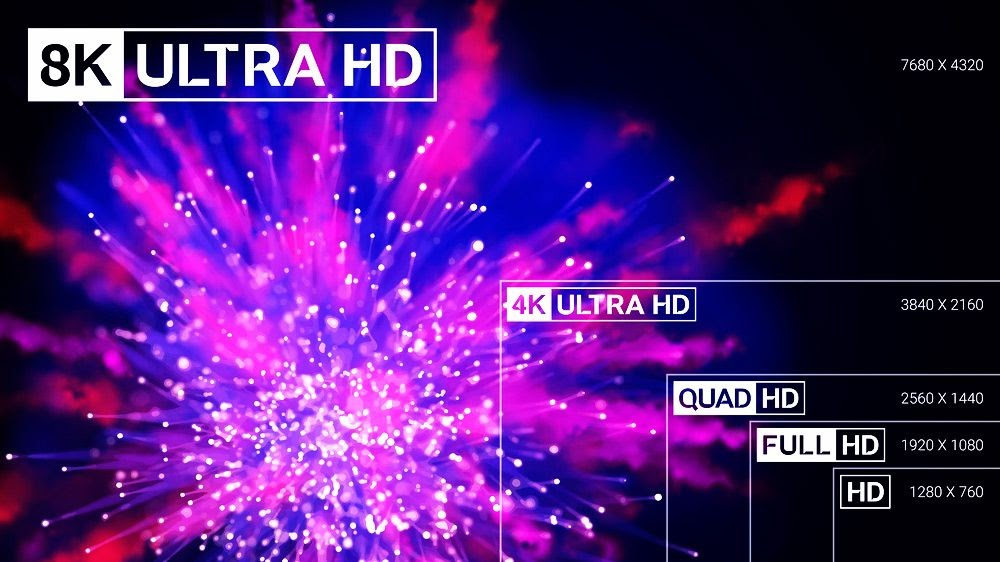 8K ULTRA HD
7680 X 4320
4K ULTRA HD
3840 X 2160
QUAD HD
2560 X 1440
FULL HD
1920 X 1080
HD
1280 X 760